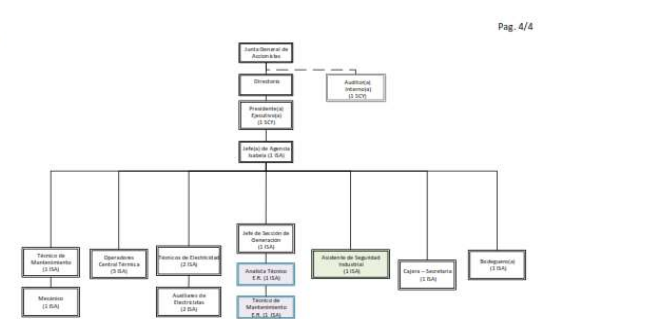 Pag. 4/4
Junta General de
Accionistas
Directorio
Auditor(a)
Interno(a)
(1 SCY)
Presidente(a)
Ejecutivo(a)
(1 SCY)
Jefe(a) de Agencia
Isabela (1 ISA)
Técnico de
Mantenimiento
(1 ISA)
Operadores
Central Térmica
(5 ISA)
Técnicos de Electricidad
(2 ISA)
Jefe de Sección de
Generación
(1 ISA)
Asistente de Seguridad
Industrial
(1 ISA)
Cajera – Secretaria
(1 ISA)
Bodeguero(a)
(1 ISA)
Mecánico
(1 ISA)
Auxiliares de
Electricidad
(2 ISA)
Analista Técnico
E.R. (1 ISA)
Técnico de
Mantenimiento
E.R. (1 ISA)